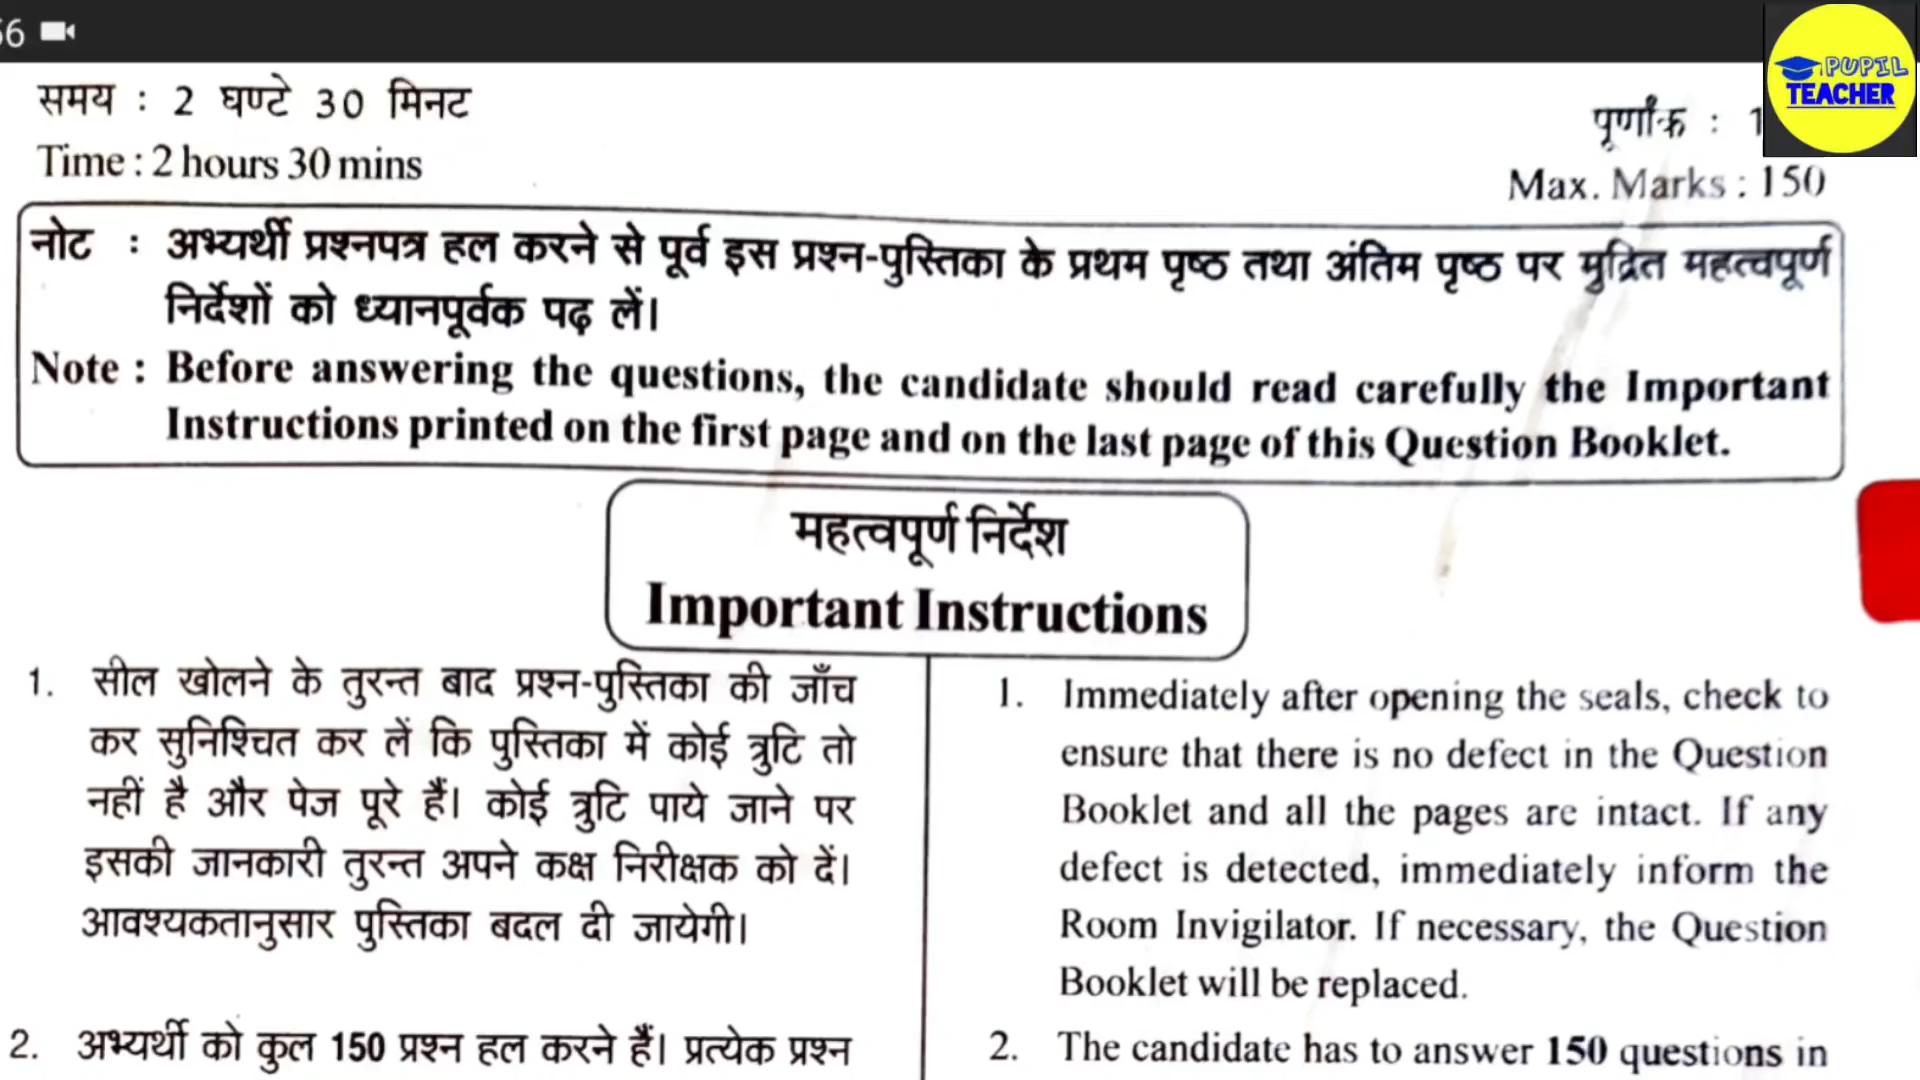 56
PUPIL
TEACHER
समय : 2 घण्टे 30 मिनट
पूर्णांक : 1
Time : 2 hours 30 mins
Max. Marks : 150
नोट : अभ्यर्थी प्रश्नपत्र हल करने से पूर्व इस प्रश्न-पुस्तिका के प्रथम पृष्ठ तथा अंतिम पृष्ठ पर मुद्रित महत्वपूर्ण
निर्देशों को ध्यानपूर्वक पढ़ लें।
Note : Before answering the questions, the candidate should read carefully the Important
Instructions printed on the first page and on the last page of this Question Booklet.
महत्वपूर्ण निर्देश
Important Instructions
1. सील खोलने के तुरन्त बाद प्रश्न-पुस्तिका की जाँच
कर सुनिश्चित कर लें कि पुस्तिका में कोई त्रुटि तो
नहीं है और पेज पूरे हैं। कोई त्रुटि पाये जाने पर
इसकी जानकारी तुरन्त अपने कक्ष निरीक्षक को दें।
आवश्यकतानुसार पुस्तिका बदल दी जायेगी।
2. अभ्यर्थी को कुल 150 प्रश्न हल करने हैं। प्रत्येक प्रश्न
1. Immediately after opening the seals, check to
ensure that there is no defect in the Question
Booklet and all the pages are intact. If any
defect is detected, immediately inform the
Room Invigilator. If necessary, the Question
Booklet will be replaced.
2. The candidate has to answer 150 questions in